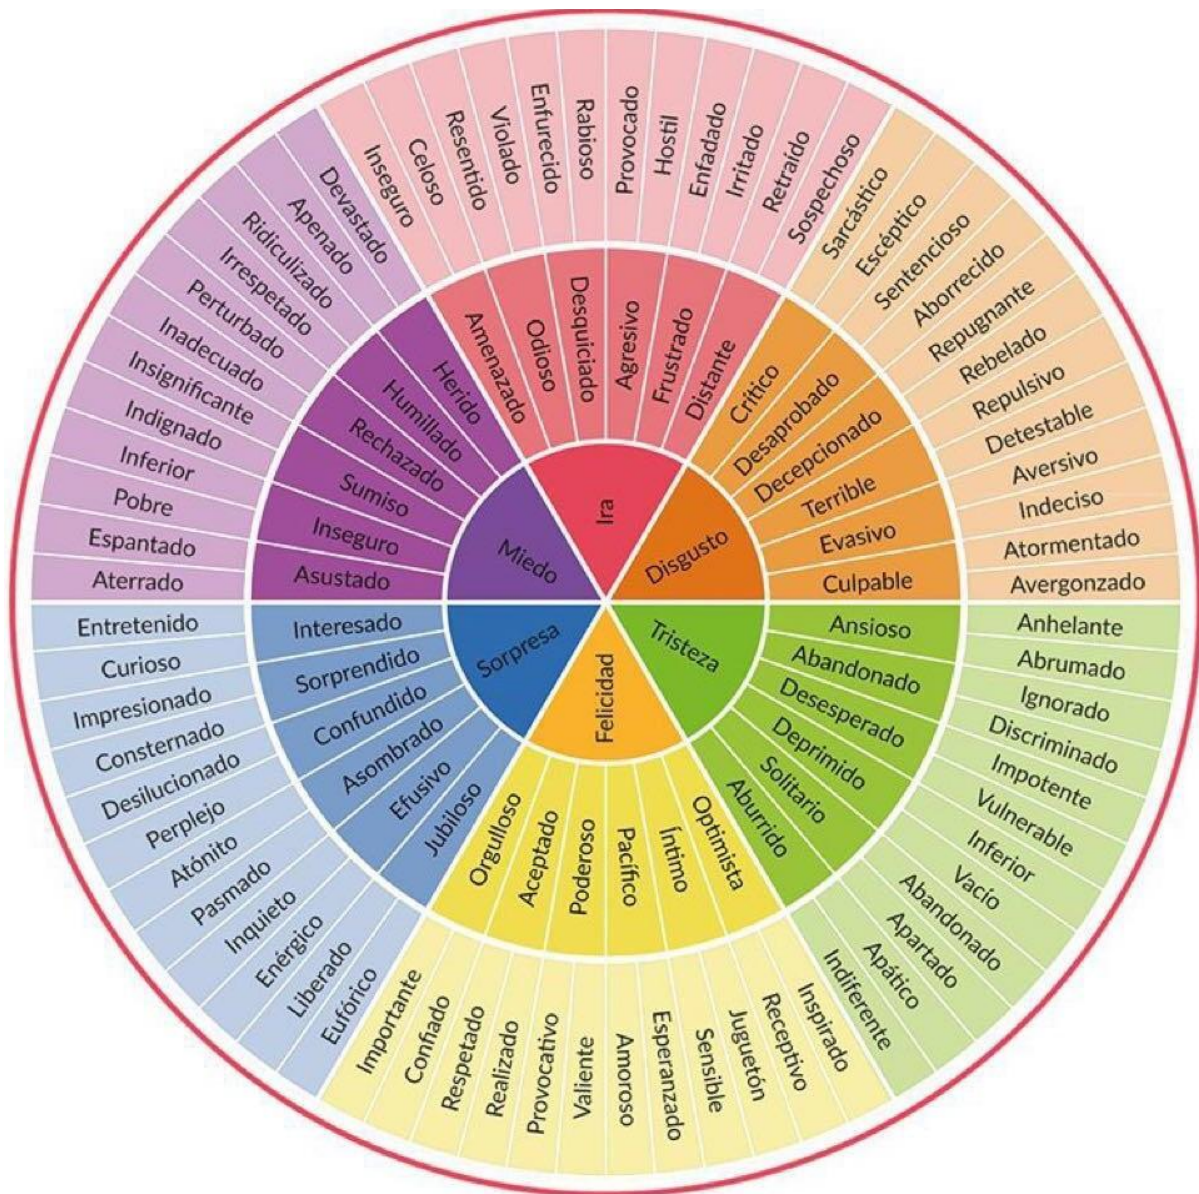 Ira
Disgusto
Tristeza
Felicidad
Sorpresa
Miedo
Amenazado
Odioso
Desquiciado
Agresivo
Frustrado
Distante
Crítico
Desaprobado
Decepcionado
Terrible
Evasivo
Culpable
Ansioso
Abandonado
Desesperado
Deprimido
Solitario
Aburrido
Optimista
Íntimo
Pacífico
Poderoso
Aceptado
Orgulloso
Jubiloso
Efusivo
Asombrado
Confundido
Sorprendido
Interesado
Asustado
Inseguro
Sumiso
Rechazado
Humillado
Herido
Inseguro
Celoso
Resentido
Violado
Enfurecido
Rabioso
Provocado
Hostil
Enfadado
Irritado
Retraído
Sospechoso
Sarcástico
Escéptico
Sentencioso
Aborrecido
Repugnante
Rebelado
Repulsivo
Detestable
Aversivo
Indeciso
Atormentado
Avergonzado
Anhelante
Abrumado
Ignorado
Discriminado
Impotente
Vulnerable
Inferior
Vacío
Abandonado
Apartado
Apático
Indiferente
Inspirado
Receptivo
Juguetón
Sensible
Esperanzado
Amoroso
Valiente
Provocativo
Realizado
Respetado
Confiado
Importante
Eufórico
Liberado
Enérgico
Inquieto
Pasmado
Atónito
Perplejo
Desilucionado
Consternado
Impresionado
Curioso
Entretenido
Aterrado
Espantado
Pobre
Inferior
Indignado
Insignificante
Inadecuado
Perturbado
Irrespetado
Ridiculizado
Apenado
Devastado